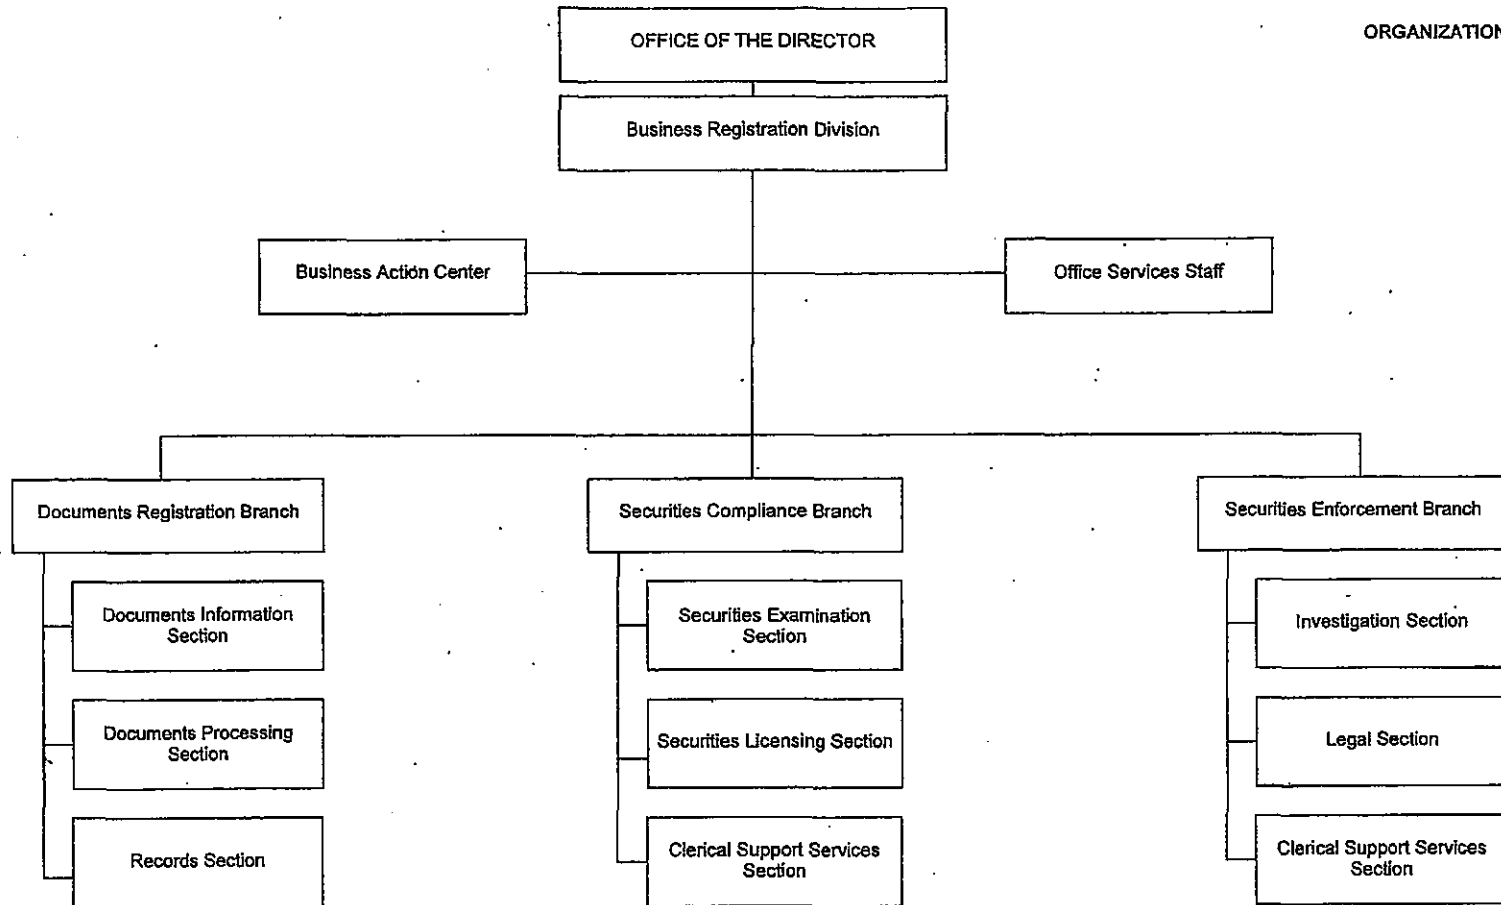 ORGANIZATION
OFFICE OF THE DIRECTOR
Business Registration Division
Business Action Center
Office Services Staff
Documents Registration Branch
Securities Compliance Branch
Securities Enforcement Branch
Documents Information
Section
Securities Examination
Section
Investigation Section
Documents Processing
Section
Securities Licensing Section
Legal Section
Records Section
Clerical Support Services
Section
Clerical Support Services
Section